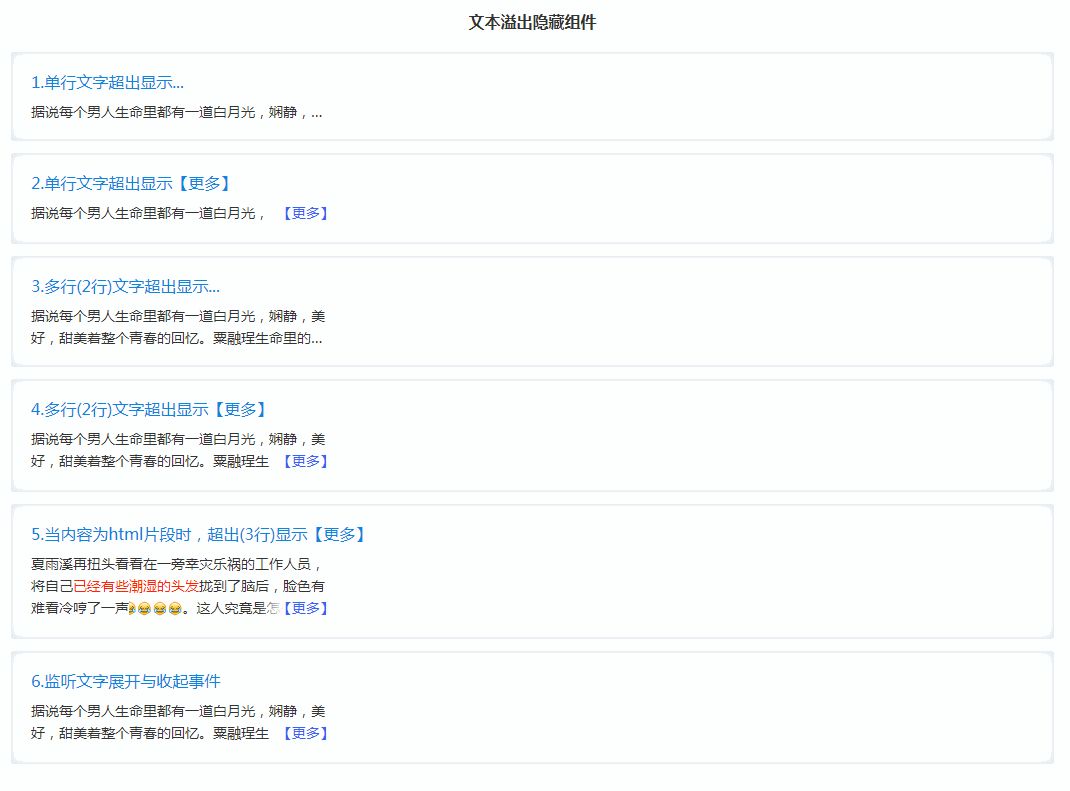 文本溢出隐藏组件
1.单行文字超出显示...
据说每个男人生命里都有一道白月光，娴静，...
2.单行文字超出显示【更多】
据说每个男人生命里都有一道白月光， 【更多】
3.多行(2行)文字超出显示...
据说每个男人生命里都有一道白月光，娴静，美
好，甜美着整个青春的回忆。粟融珵生命里的...
4.多行(2行)文字超出显示【更多】
据说每个男人生命里都有一道白月光，娴静，美
好，甜美着整个青春的回忆。粟融珵生 【更多】
5.当内容为html片段时，超出(3行)显示【更多】
夏雨溪再扭头看看在一旁幸灾乐祸的工作人员，
将自己已经有些潮湿的头发拢到了脑后，脸色有
难看冷哼了一声😂😂😂😂。这人究竟是怎【更多】
6.监听文字展开与收起事件
据说每个男人生命里都有一道白月光，娴静，美
好，甜美着整个青春的回忆。粟融珵生 【更多】